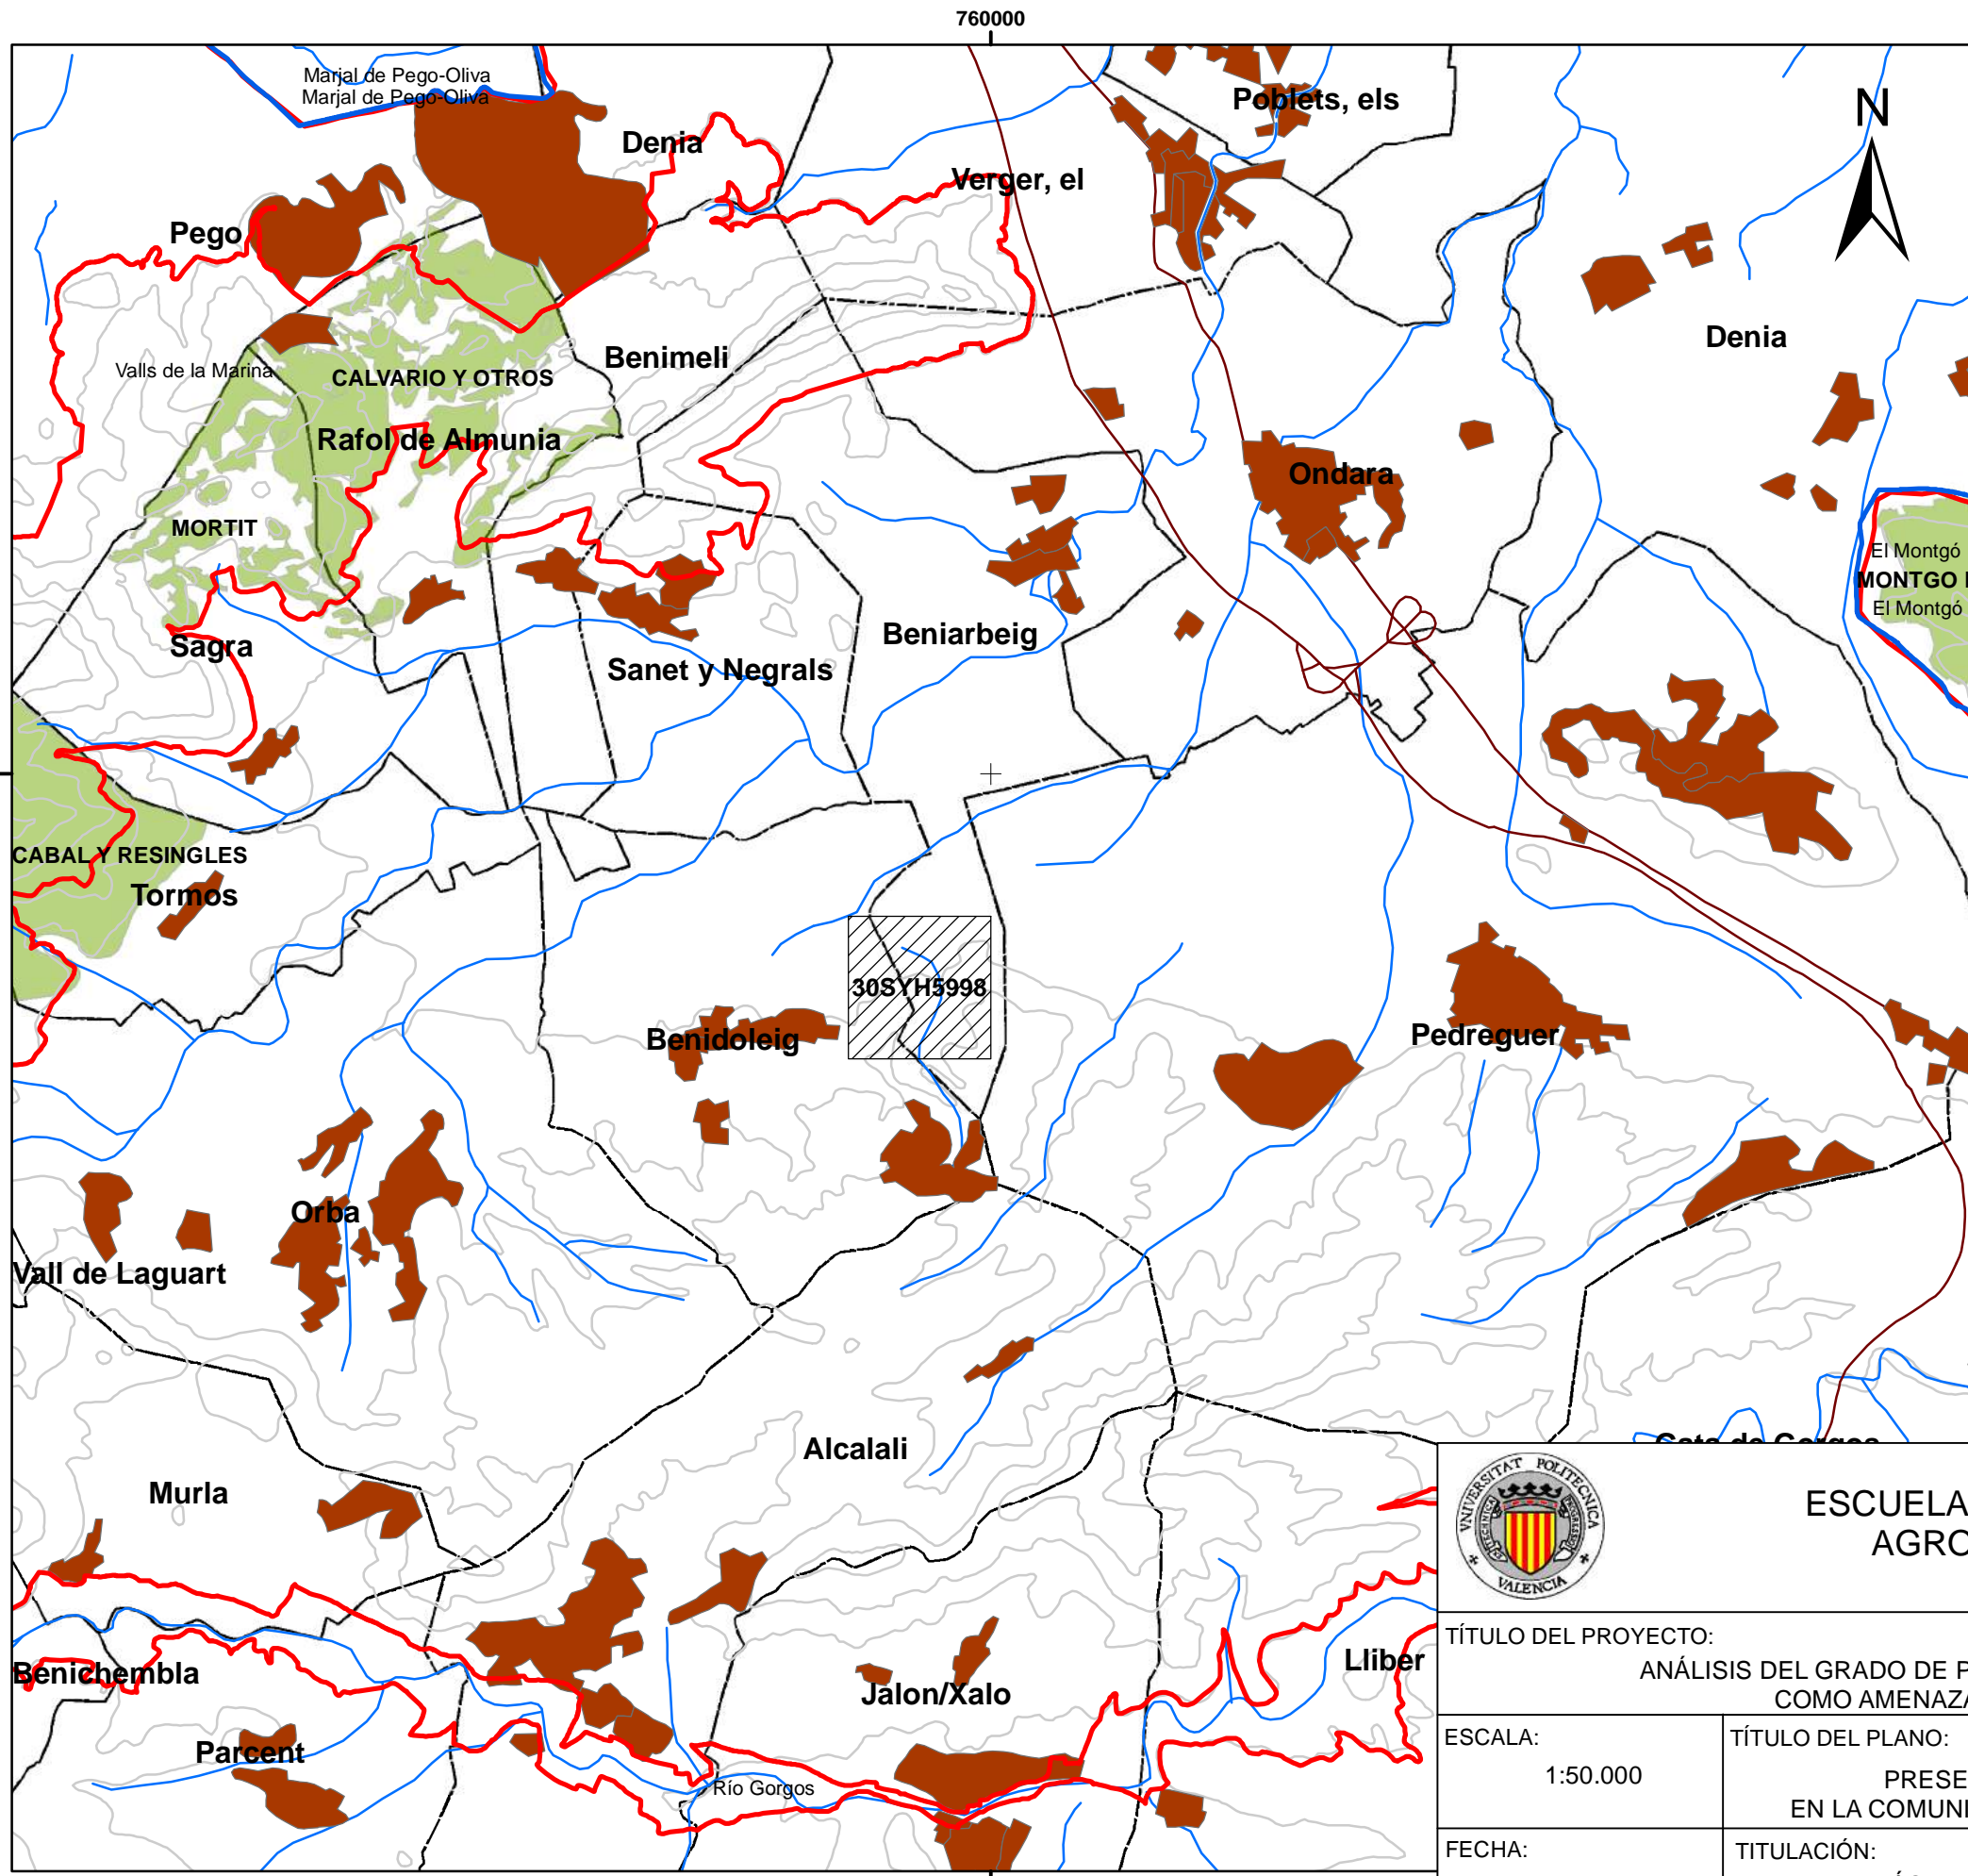 760000
Marjal de Pego-Oliva
Marjal de Pego-Oliva
Poblets, els
N
Denia
Verger, el
Pego
Denia
Benimeli
Valls de la Marina
CALVARIO Y OTROS
Rafol de Almunia
Ondara
MORTIT
El Montgó
MONTGO
El Montgó
Beniarbeig
Sagra
Sanet y Negrals
CABAL Y RESINGLES
Tormos
30SYH5998
Benidoleig
Pedreguer
Orba
Vall de Laguart
Alcalali
Murla
VNIVERSITAT POLITECNICA
VALENCIA
ESCUELA
AGRO
TÍTULO DEL PROYECTO:
ANÁLISIS DEL GRADO DE P
COMO AMENAZA
Lliber
Benichembla
Jalon/Xalo
ESCALA:
1:50.000
TÍTULO DEL PLANO:
PRESE
EN LA COMUNI
Parcent
Río Gorgos
FECHA:
TITULACIÓN: